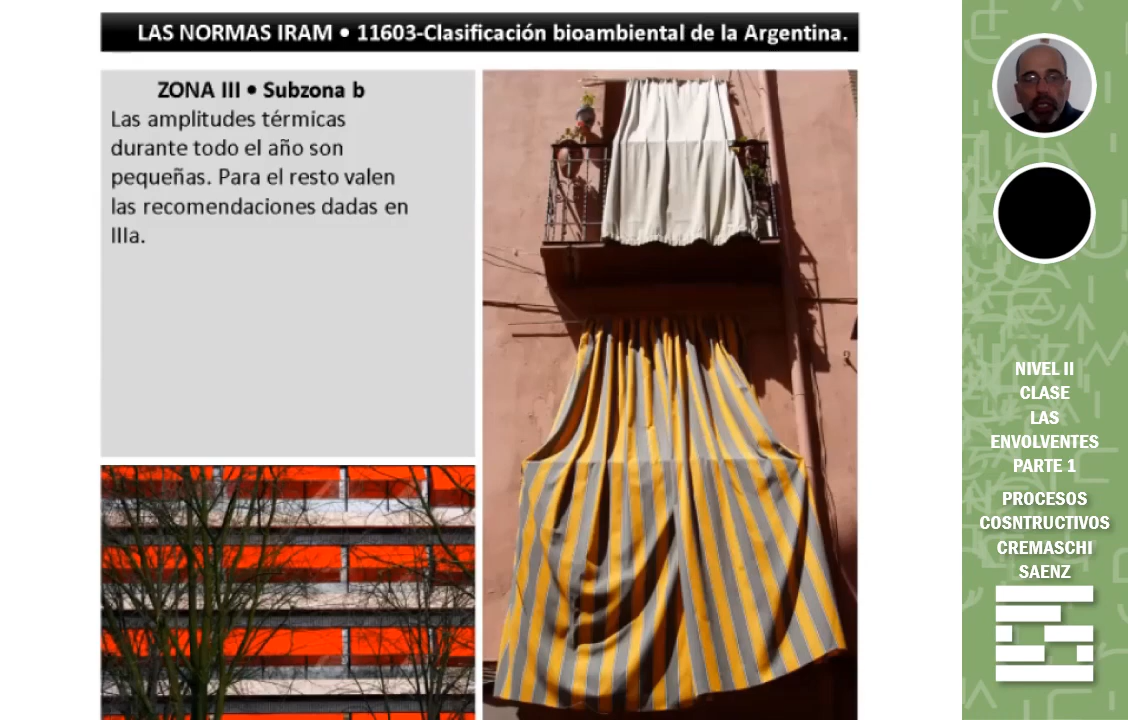 LAS NORMAS IRAM • 11603-Clasificación bioambiental de la Argentina.
ZONA III • Subzona b
Las amplitudes térmicas
durante todo el año son
pequeñas. Para el resto valen
las recomendaciones dadas en
IIIa.
NIVEL II
CLASE
LAS
ENVOLVENTES
PARTE 1
PROCESOS
COSNTRUCTIVOS
CREMASCHI
SAENZ